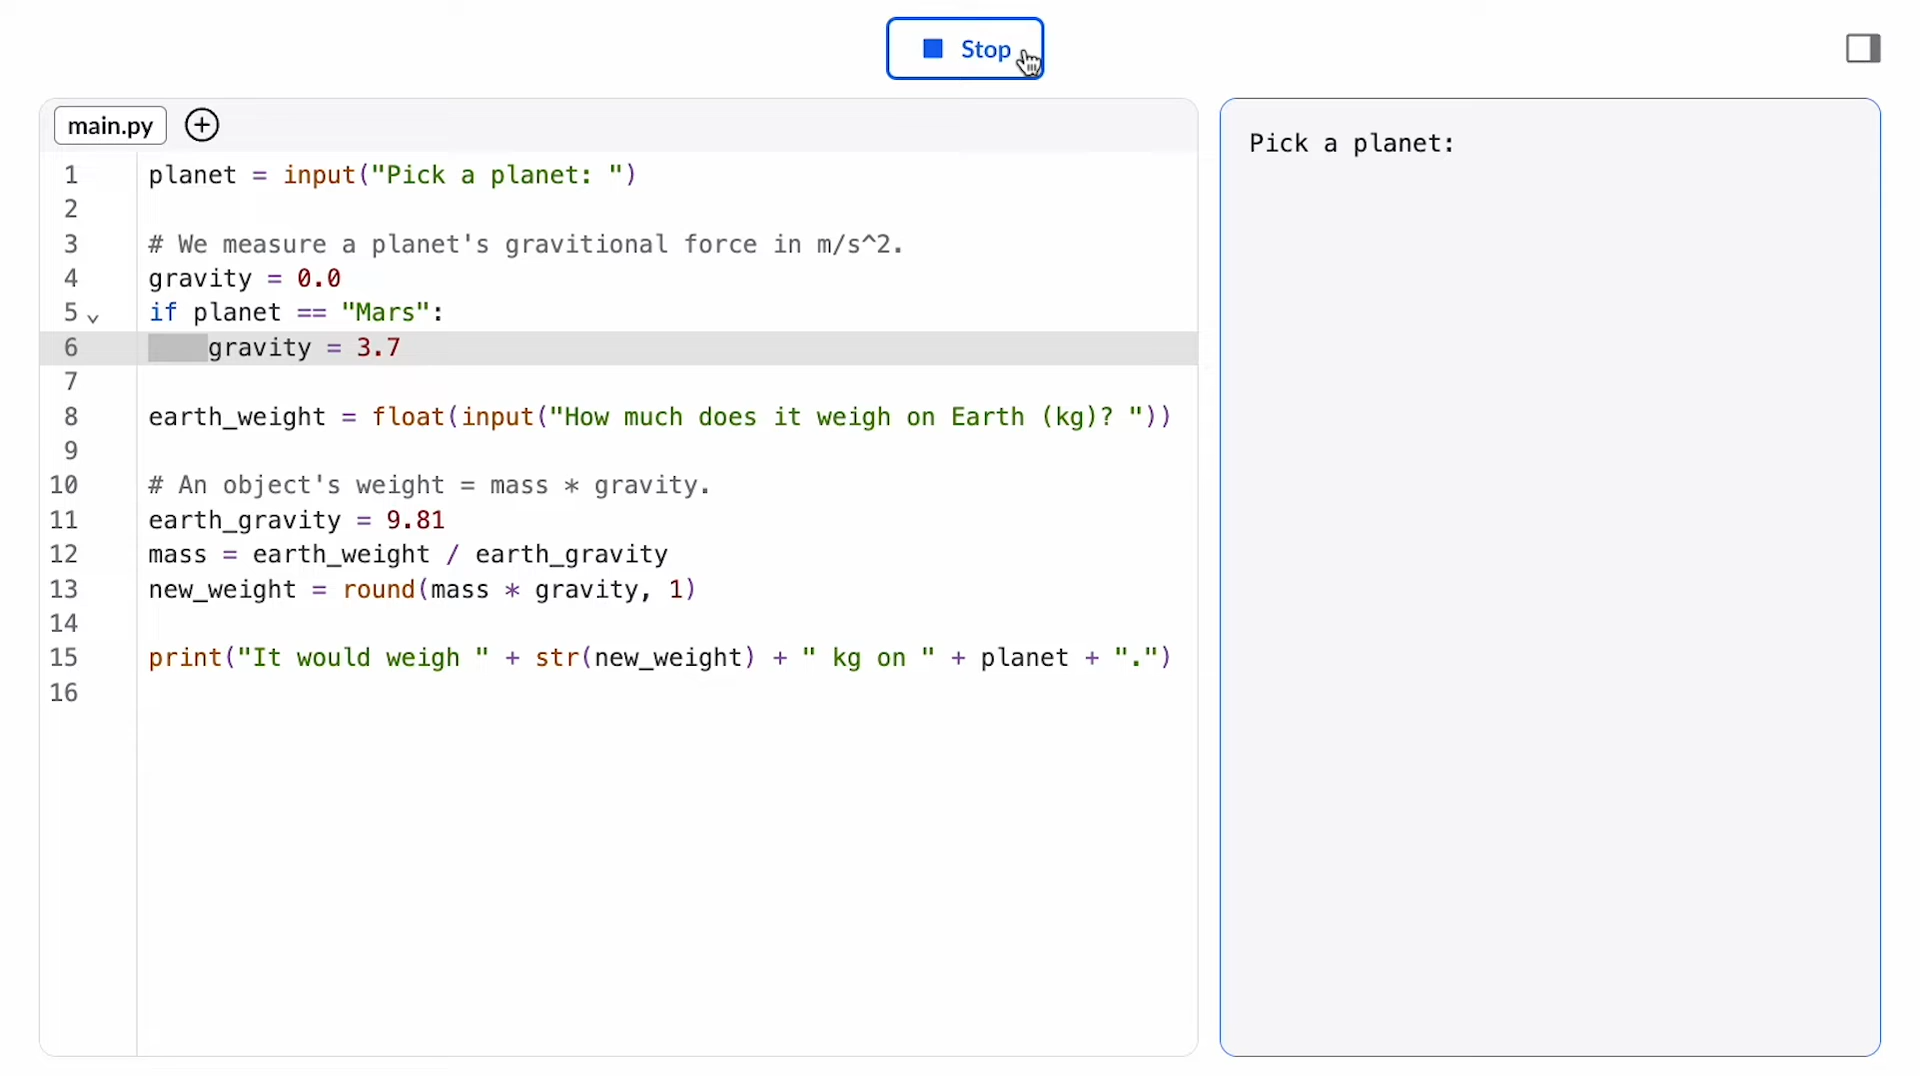 Stop
main.py
1 planet = input("Pick a planet: ")
2
3 # We measure a planet's gravitional force in m/s^2.
4 gravity = 0.0
5 if planet == "Mars":
6     gravity = 3.7
7
8 earth_weight = float(input("How much does it weigh on Earth (kg)? "))
9
10 # An object's weight = mass * gravity.
11 earth_gravity = 9.81
12 mass = earth_weight / earth_gravity
13 new_weight = round(mass * gravity, 1)
14
15 print("It would weigh " + str(new_weight) + " kg on " + planet + ".")
16
Pick a planet: